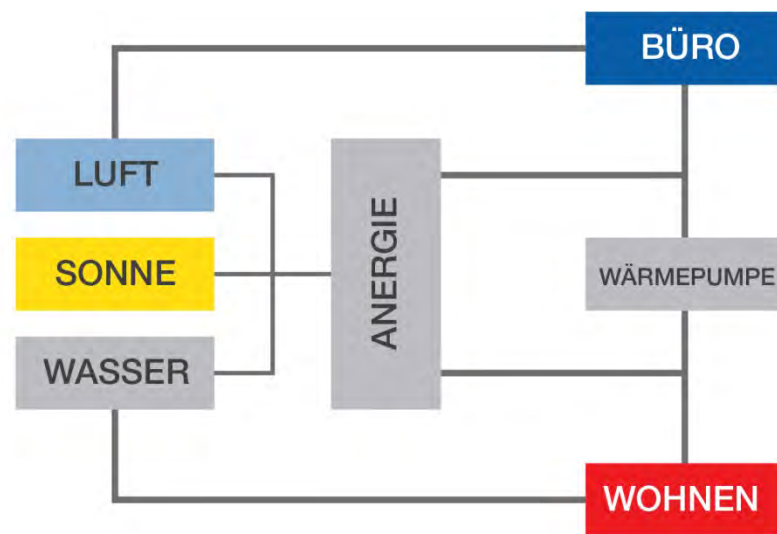 BÜRO
LUFT
SONNE
WASSER
ANERGIE
WÄRMEPUMPE
WOHNEN